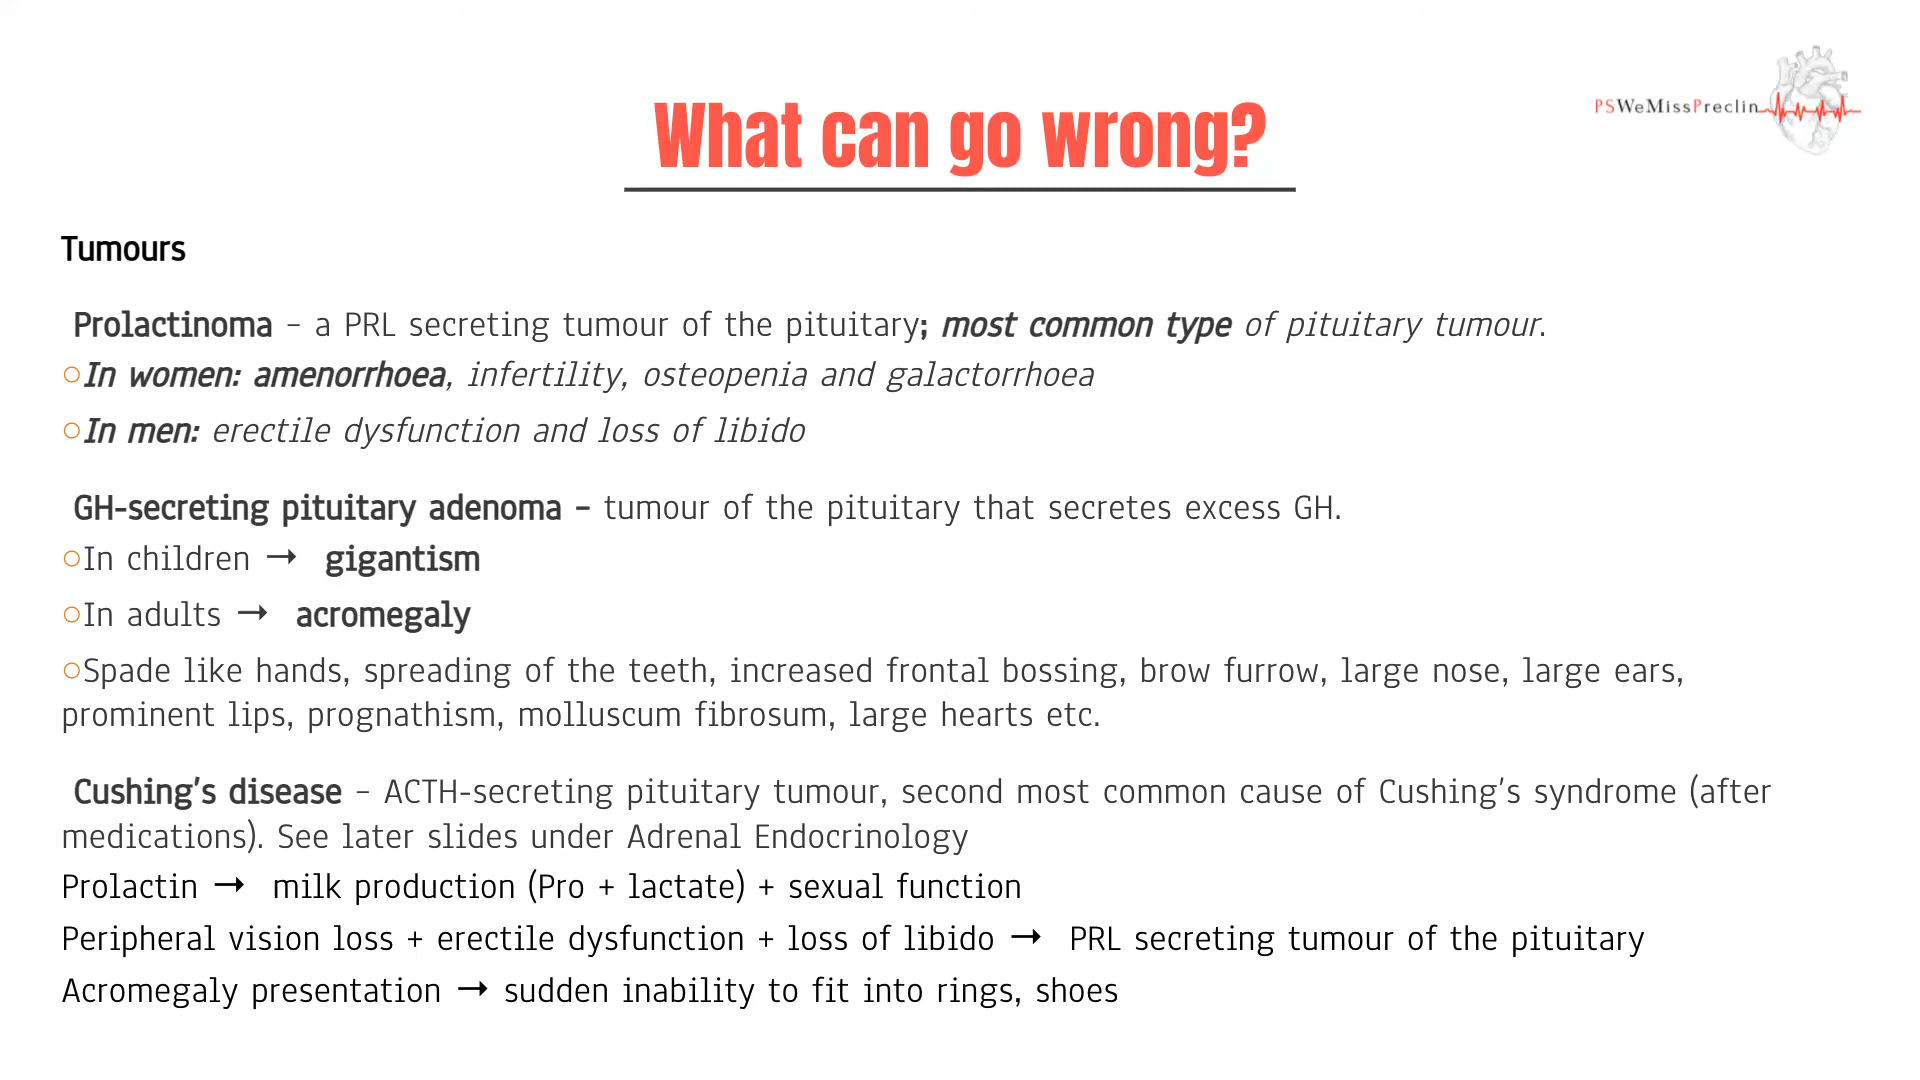 What can go wrong?
PSWeMissPreclin
Tumours
Prolactinoma – a PRL secreting tumour of the pituitary; most common type of pituitary tumour.
○In women: amenorrhoea, infertility, osteopenia and galactorrhoea
○In men: erectile dysfunction and loss of libido
GH-secreting pituitary adenoma – tumour of the pituitary that secretes excess GH.
○In children → gigantism
○In adults → acromegaly
○Spade like hands, spreading of the teeth, increased frontal bossing, brow furrow, large nose, large ears,
prominent lips, prognathism, molluscum fibrosum, large hearts etc.
Cushing’s disease – ACTH-secreting pituitary tumour, second most common cause of Cushing’s syndrome (after
medications). See later slides under Adrenal Endocrinology
Prolactin → milk production (Pro + lactate) + sexual function
Peripheral vision loss + erectile dysfunction + loss of libido → PRL secreting tumour of the pituitary
Acromegaly presentation → sudden inability to fit into rings, shoes